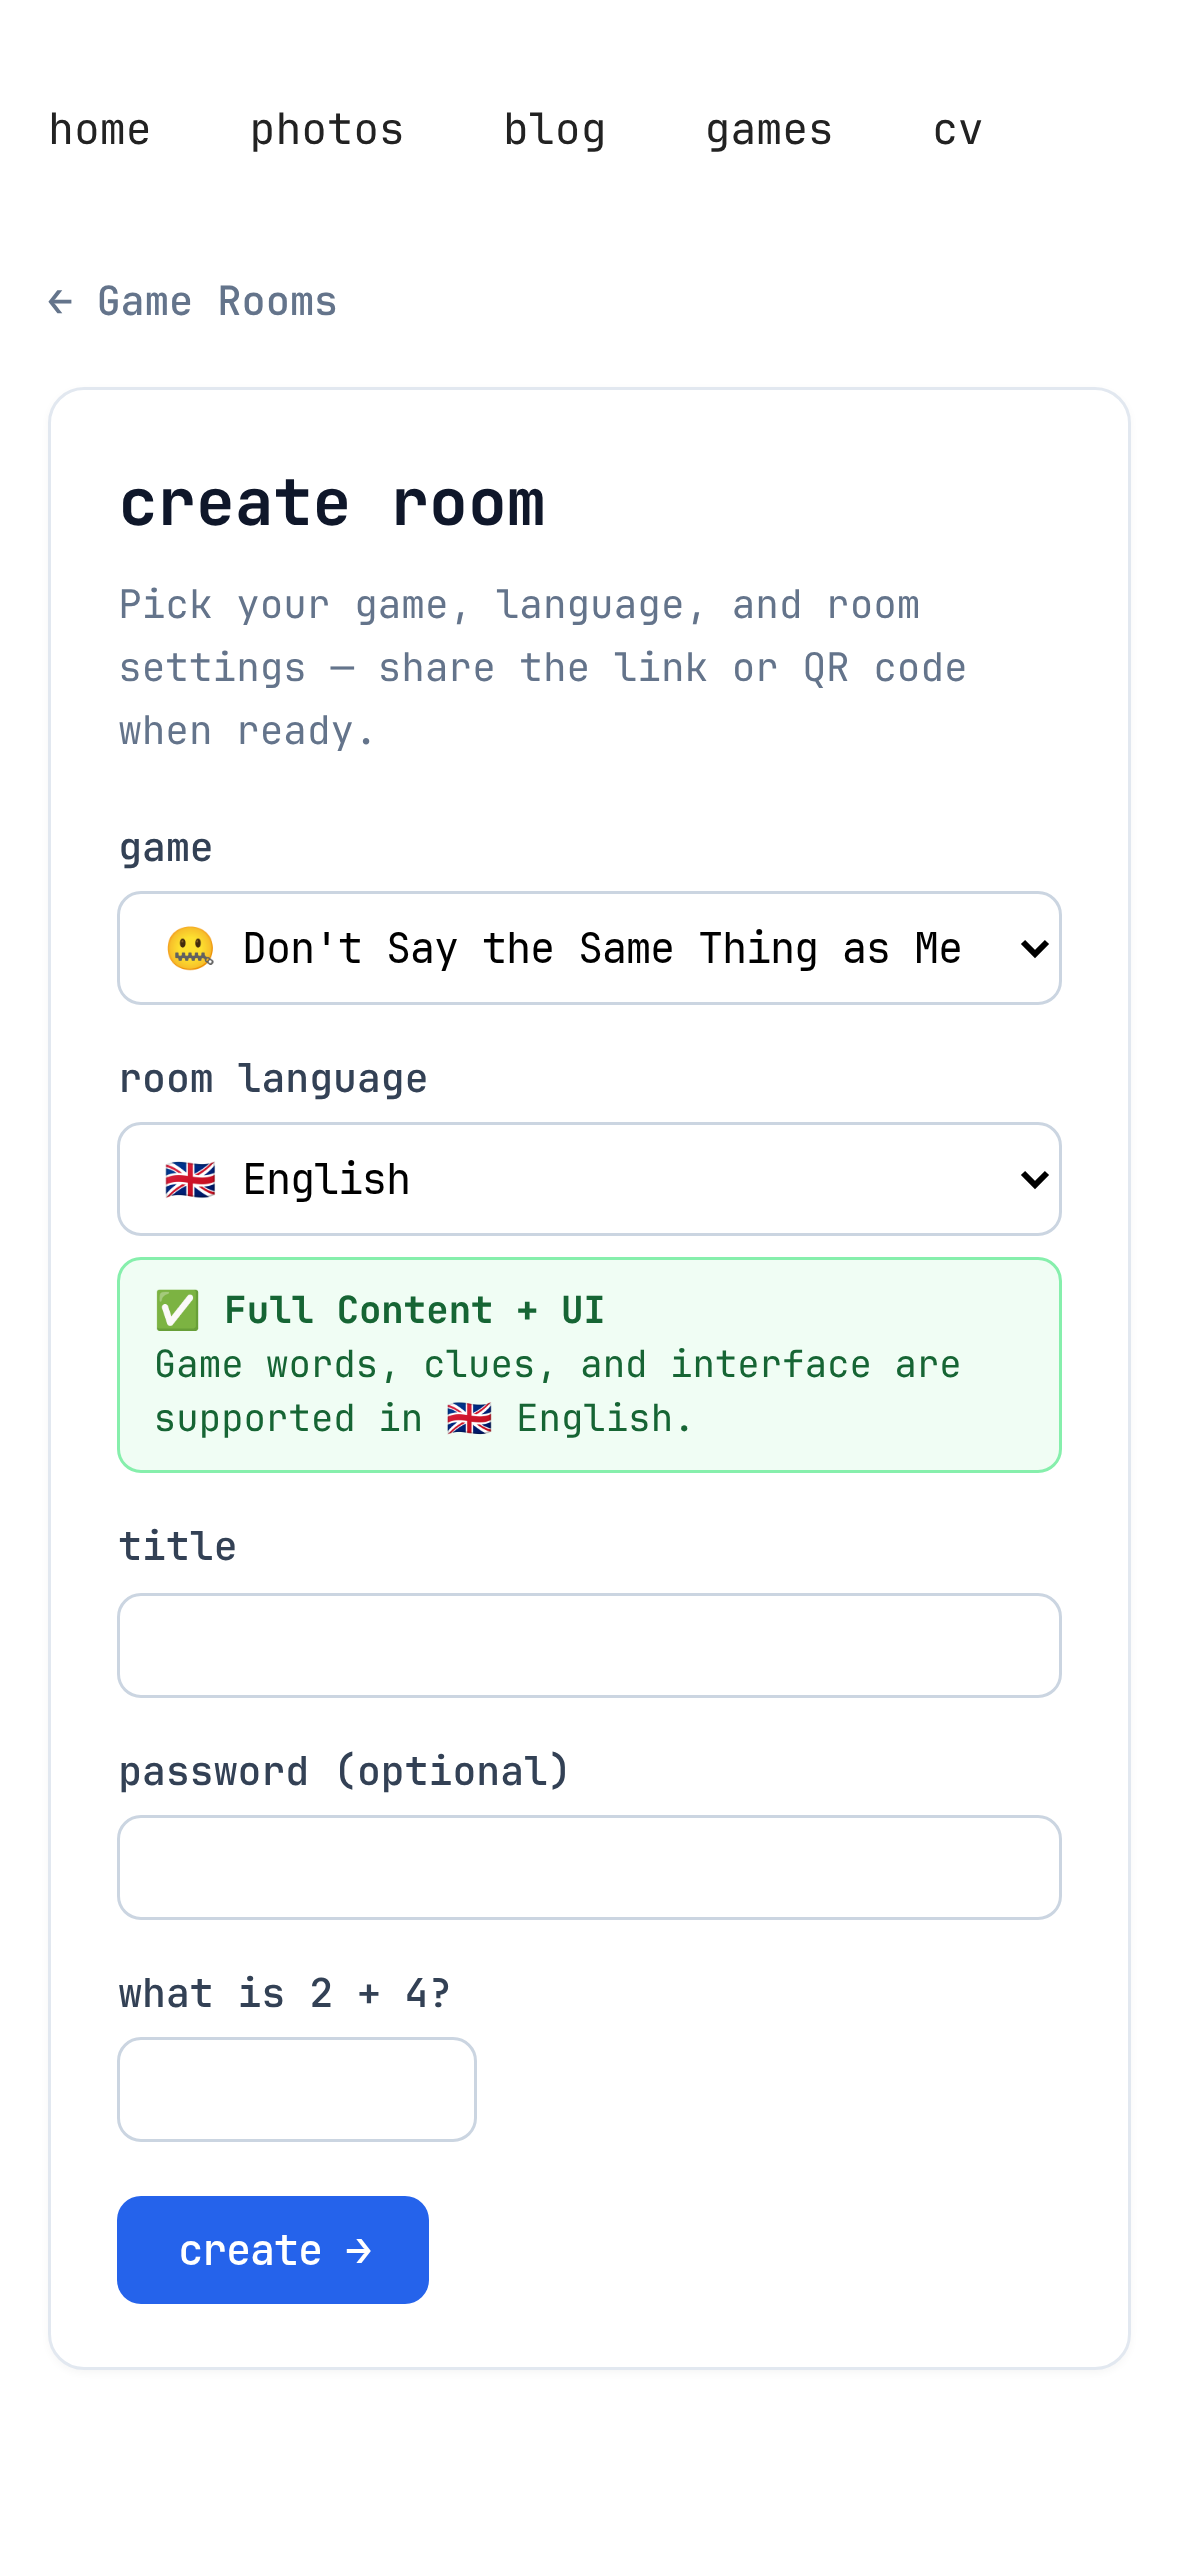 home photos blog games cv
← Game Rooms
create room
Pick your game, language, and room
settings — share the link or QR code
when ready.
game
🤐 Don't Say the Same Thing as Me
room language
🇬🇧 English
✅ Full Content + UI
Game words, clues, and interface are
supported in 🇬🇧 English.
title
password (optional)
what is 2 + 4?
create →